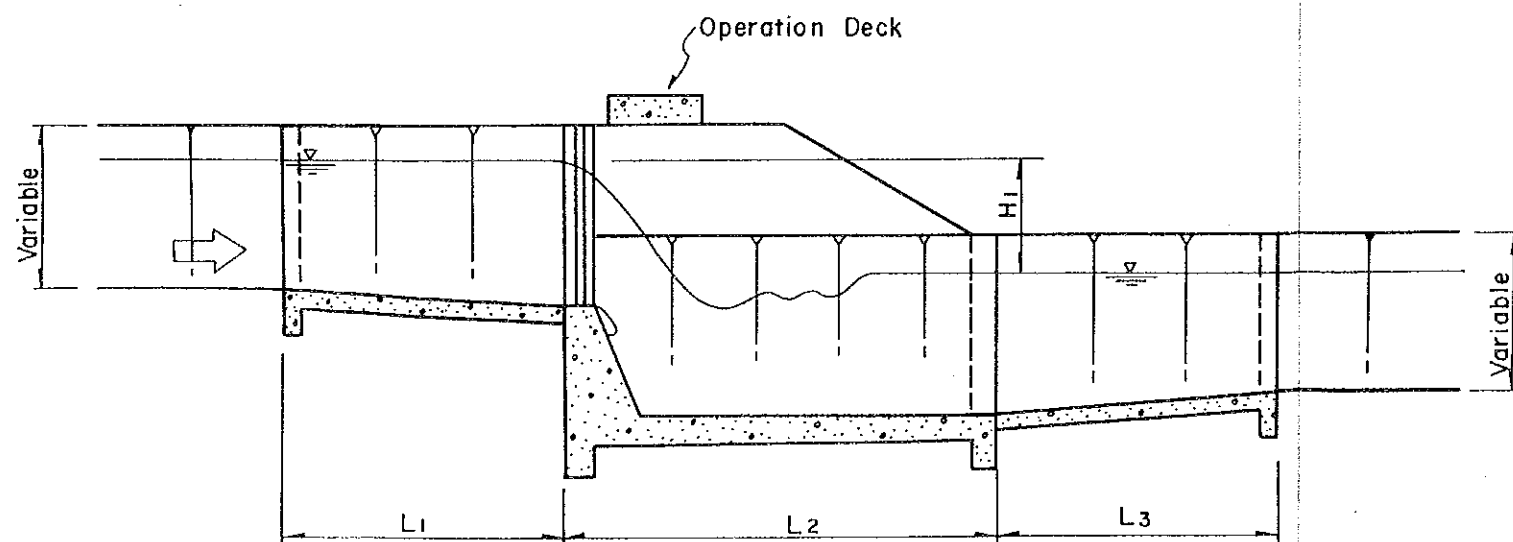 Operation Deck
Variable
H1
Variable
L1
L2
L3